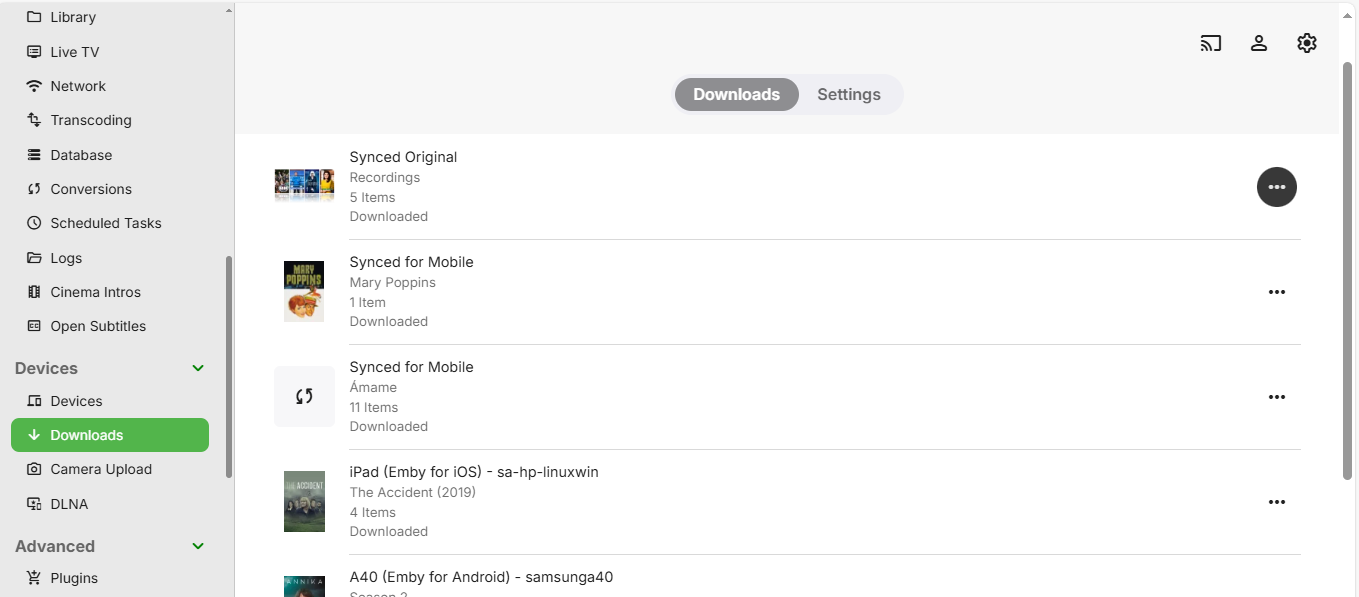 Library
Live TV
Network
Transcoding
Database
Conversions
Scheduled Tasks
Logs
Cinema Intros
Open Subtitles
Devices
Devices
Downloads
Camera Upload
DLNA
Advanced
Plugins
Downloads
Settings
Synced Original
Recordings
5 Items
Downloaded
MARY
POPPINS
Synced for Mobile
Mary Poppins
1 Item
Downloaded
Synced for Mobile
Ámame
11 Items
Downloaded
THE ACCIDENT
iPad (Emby for iOS) - sa-hp-linuxwin
The Accident (2019)
4 Items
Downloaded
ANNIKA
A40 (Emby for Android) - samsunga40
Season 2